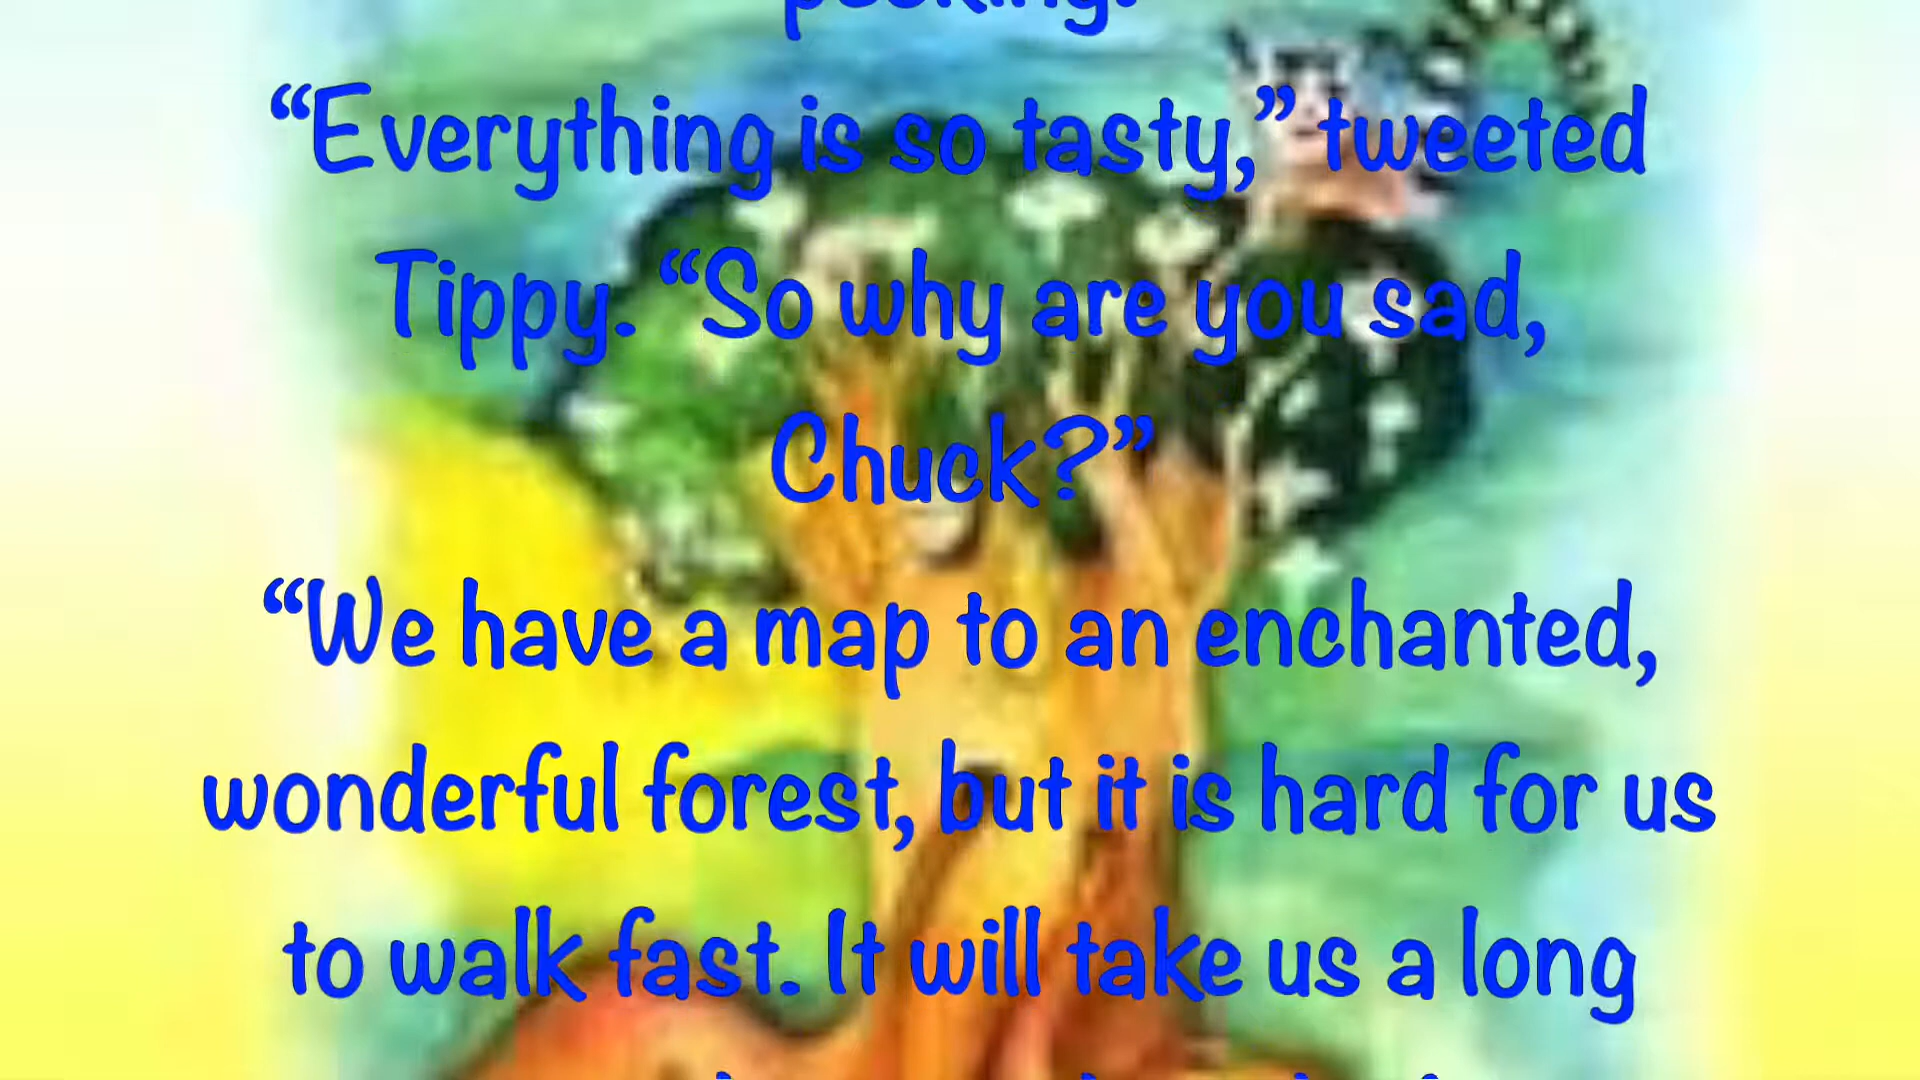 pecking.
“Everything is so tasty,” tweeted
Tippy. “So why are you sad,
Chuck?”
“We have a map to an enchanted,
wonderful forest, but it is hard for us
to walk fast. It will take us a long